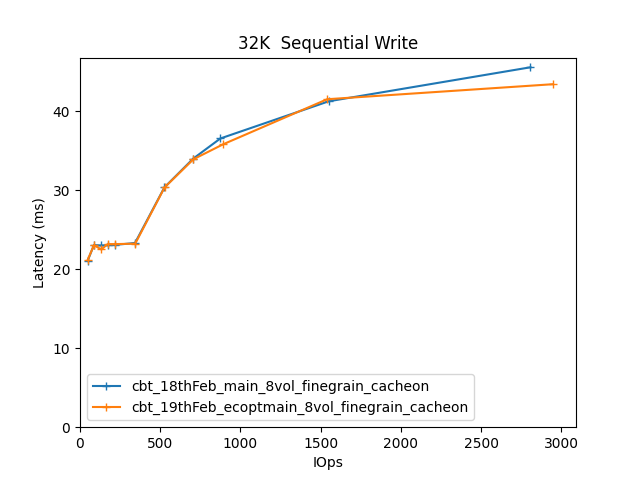 32K  Sequential Write
Latency (ms)
40
30
20
10
0
cbt_18thFeb_main_8vol_finegrain_cacheon
cbt_19thFeb_ecoptmain_8vol_finegrain_cacheon
0 500 1000 1500 2000 2500 3000
IOps